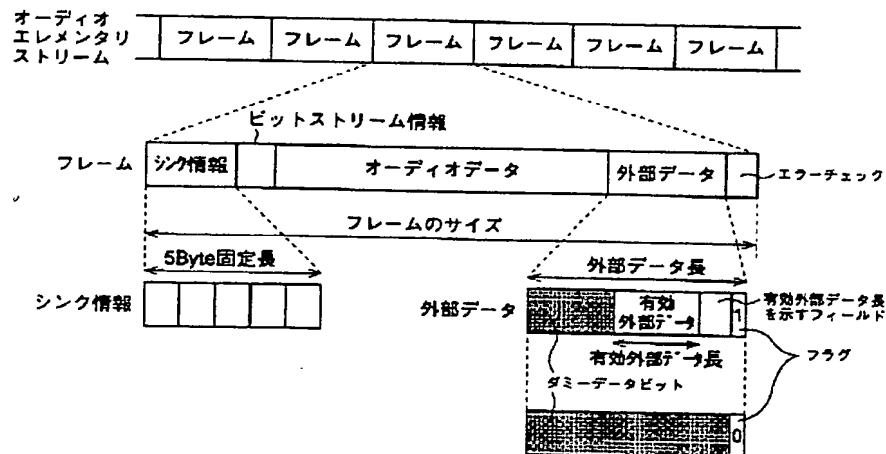 オーディオ
エレメンタリ
ストリーム
フレーム フレーム フレーム フレーム フレーム フレーム
ビットストリーム情報
フレーム
シンク情報 オーディオデータ 外部データ
エラーチェック
フレームのサイズ
5Byte固定長
外部データ長
シンク情報
外部データ
有効
外部データ
1
有効外部データ長
を示すフィールド
有効外部データ長
フラグ
ダミーデータビット
0